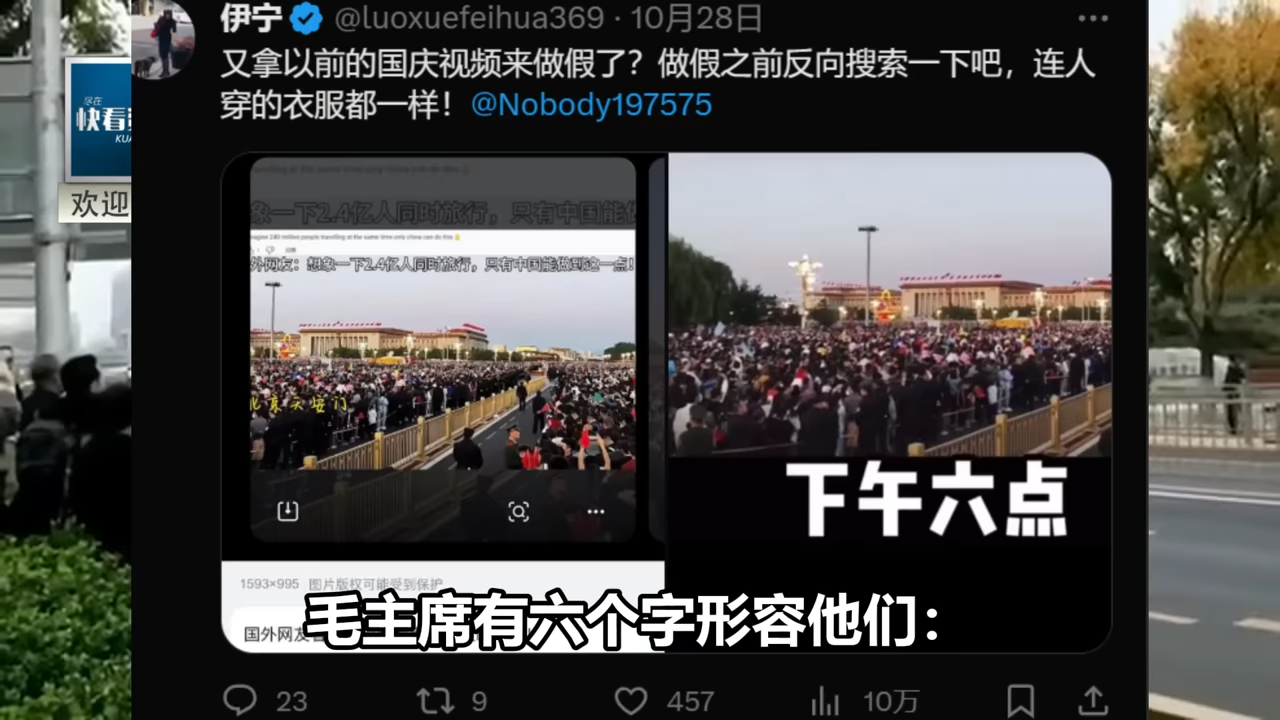 伊宁 @luoxuefeihua369 · 10月28日
又拿以前的国庆视频来做假了？做假之前反向搜索一下吧，连人
穿的衣服都一样！@Nobody197575
尽在
快看
KUA
欢迎
象一下2.4亿人同时旅行，只有中国能做
外网友：想象一下2.4亿人同时旅行，只有中国能做到这一点！
北京天安门
下午六点
1593×995 图片版权可能受到保护
国外网友
毛主席有六个字形容他们：
23 9 457 10万